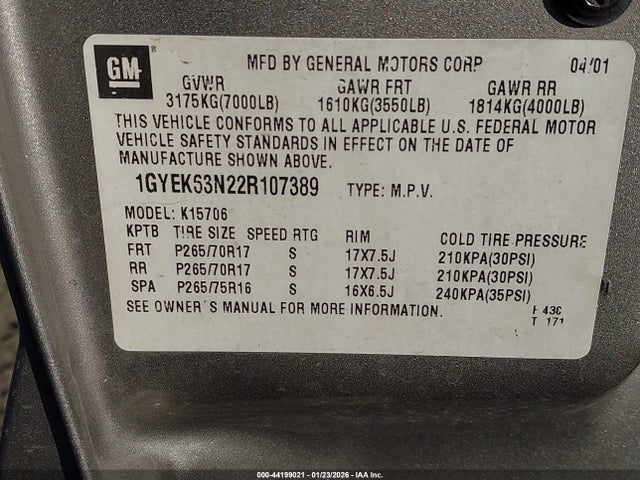 GM
MFD BY GENERAL MOTORS CORP 04/01
GVWR GAWR FRT GAWR RR
3175KG(7000LB) 1610KG(3550LB) 1814KG(4000LB)
THIS VEHICLE CONFORMS TO ALL APPLICABLE U.S. FEDERAL MOTOR
VEHICLE SAFETY STANDARDS IN EFFECT ON THE DATE OF
MANUFACTURE SHOWN ABOVE.
1GYEK63N22R107389 TYPE: M.P.V.
MODEL: K15706
KPTB TIRE SIZE SPEED RTG RIM COLD TIRE PRESSURE
FRT P265/70R17 S 17X7.5J 210KPA(30PSI)
RR P265/70R17 S 17X7.5J 210KPA(30PSI)
SPA P265/75R16 S 16X6.5J 240KPA(35PSI)
SEE OWNER'S MANUAL FOR MORE INFORMATION
T 171
000-44199021 | 01/23/2026 - IAA Inc.